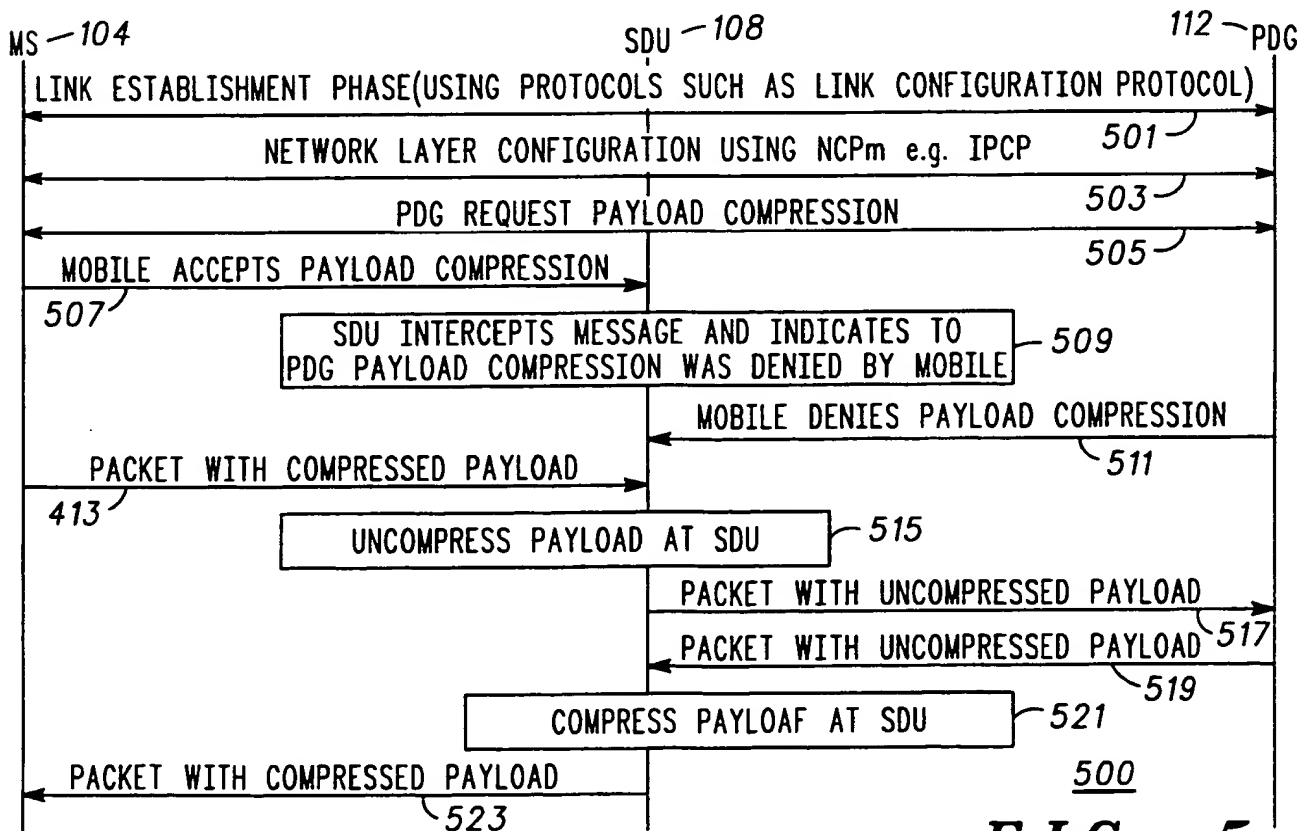 MS 104 SDU 108 112 PDG
LINK ESTABLISHMENT PHASE(USING PROTOCOLS SUCH AS LINK CONFIGURATION PROTOCOL)
501
NETWORK LAYER CONFIGURATION USING NCPm e.g. IPCP
503
PDG REQUEST PAYLOAD COMPRESSION
505
MOBILE ACCEPTS PAYLOAD COMPRESSION
507
SDU INTERCEPTS MESSAGE AND INDICATES TO
PDG PAYLOAD COMPRESSION WAS DENIED BY MOBILE
509
MOBILE DENIES PAYLOAD COMPRESSION
511
PACKET WITH COMPRESSED PAYLOAD
413
UNCOMPRESS PAYLOAD AT SDU
515
PACKET WITH UNCOMPRESSED PAYLOAD
517
PACKET WITH UNCOMPRESSED PAYLOAD
519
COMPRESS PAYLOAF AT SDU
521
PACKET WITH COMPRESSED PAYLOAD
523
500
FIG. 5